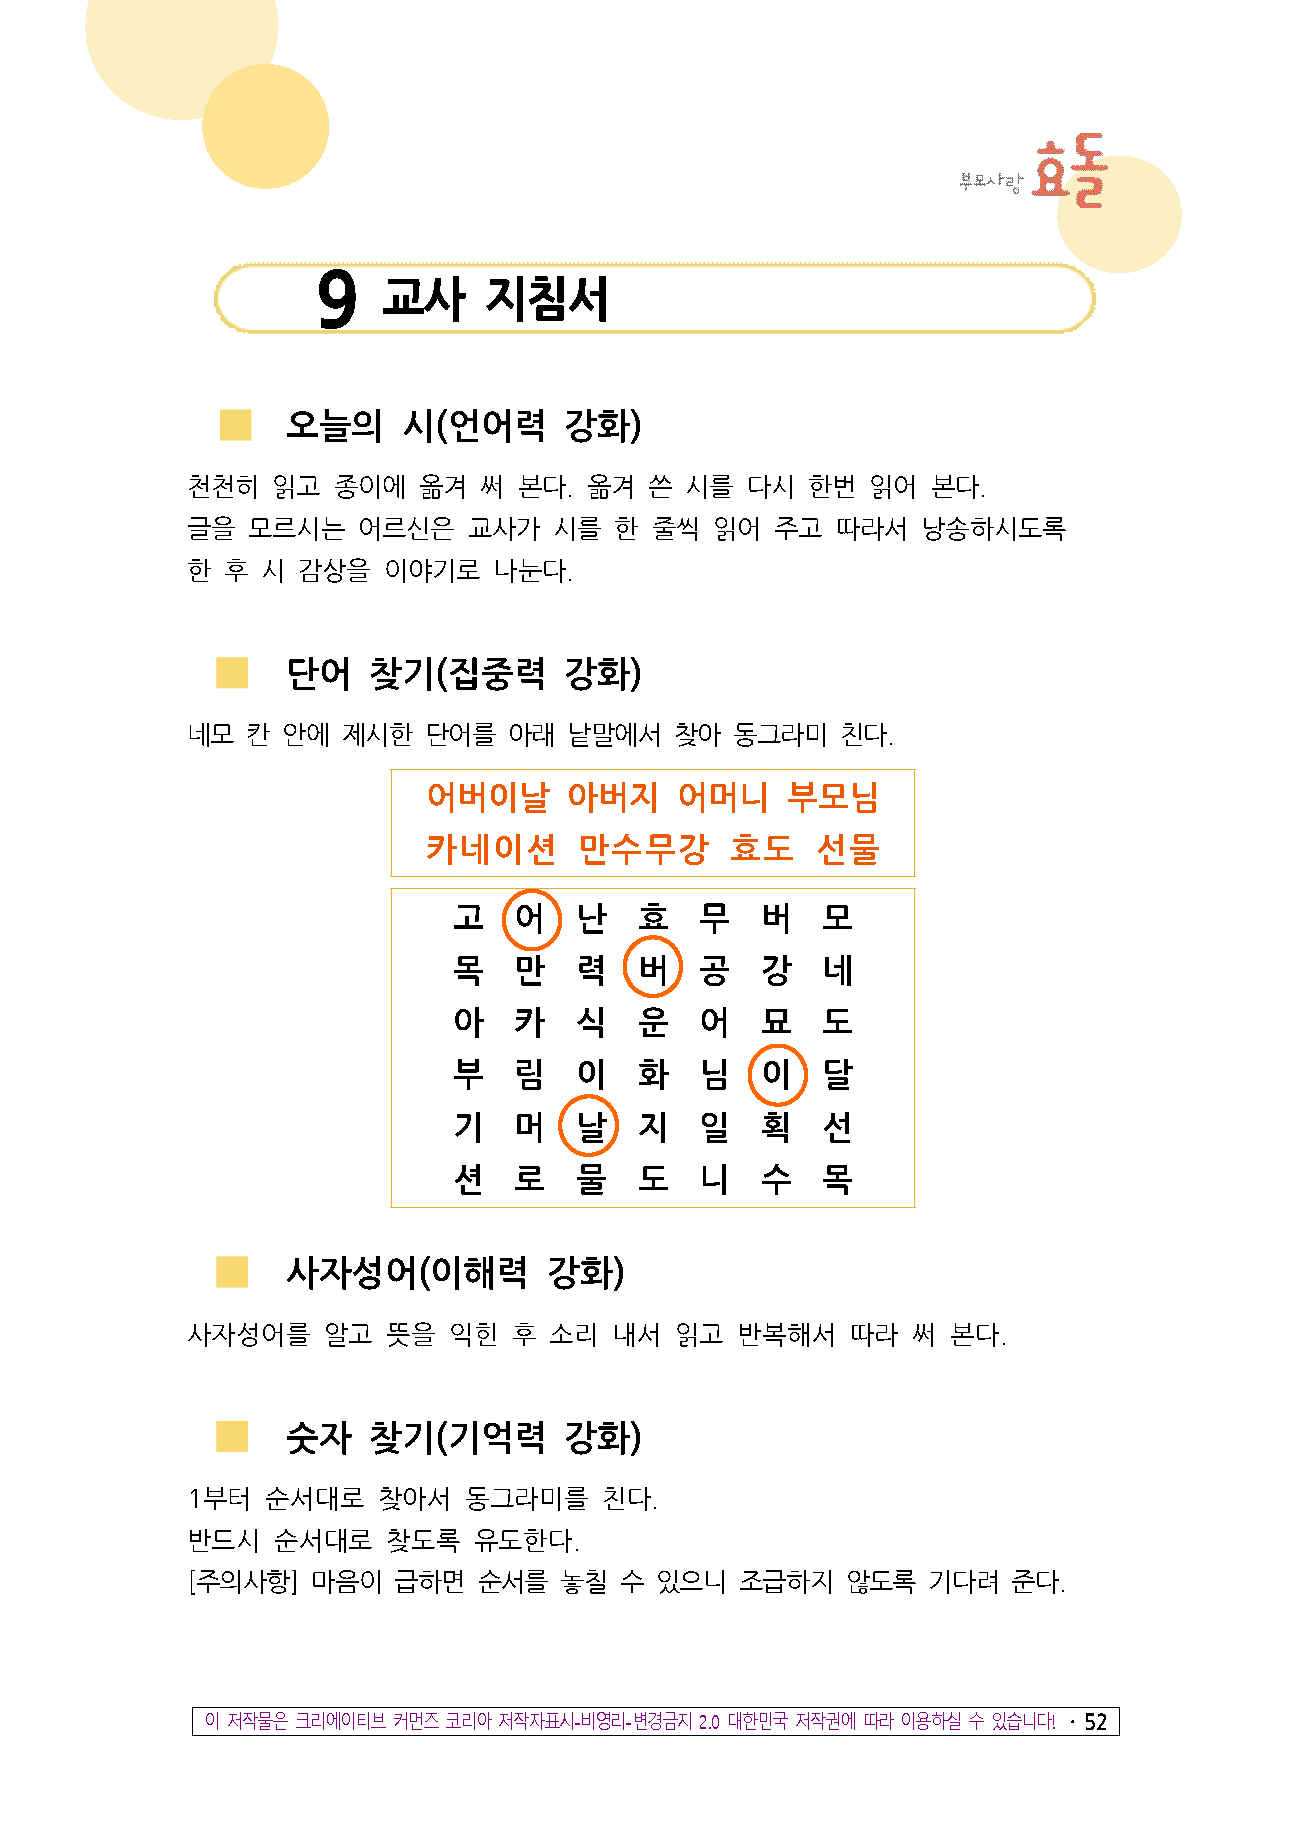 부모사랑 효돌
9 교사 지침서
오늘의 시(언어력 강화)
천천히 읽고 종이에 옮겨 써 본다. 옮겨 쓴 시를 다시 한번 읽어 본다.
글을 모르시는 어르신은 교사가 시를 한 줄씩 읽어 주고 따라서 낭송하시도록
한 후 시 감상을 이야기로 나눈다.
단어 찾기(집중력 강화)
네모 칸 안에 제시한 단어를 아래 낱말에서 찾아 동그라미 친다.
어버이날 아버지 어머니 부모님
카네이션 만수무강 효도 선물
고 어 난 효 무 버 모
목 만 력 버 공 강 네
아 카 식 운 어 묘 도
부 림 이 화 님 이 달
기 머 날 지 일 획 선
션 로 물 도 니 수 목
사자성어(이해력 강화)
사자성어를 알고 뜻을 익힌 후 소리 내서 읽고 반복해서 따라 써 본다.
숫자 찾기(기억력 강화)
1부터 순서대로 찾아서 동그라미를 친다.
반드시 순서대로 찾도록 유도한다.
[주의사항] 마음이 급하면 순서를 놓칠 수 있으니 조급하지 않도록 기다려 준다.
이 저작물은 크리에이티브 커먼즈 코리아 저작자표시-비영리-변경금지 2.0 대한민국 저작권에 따라 이용하실 수 있습니다! · 52